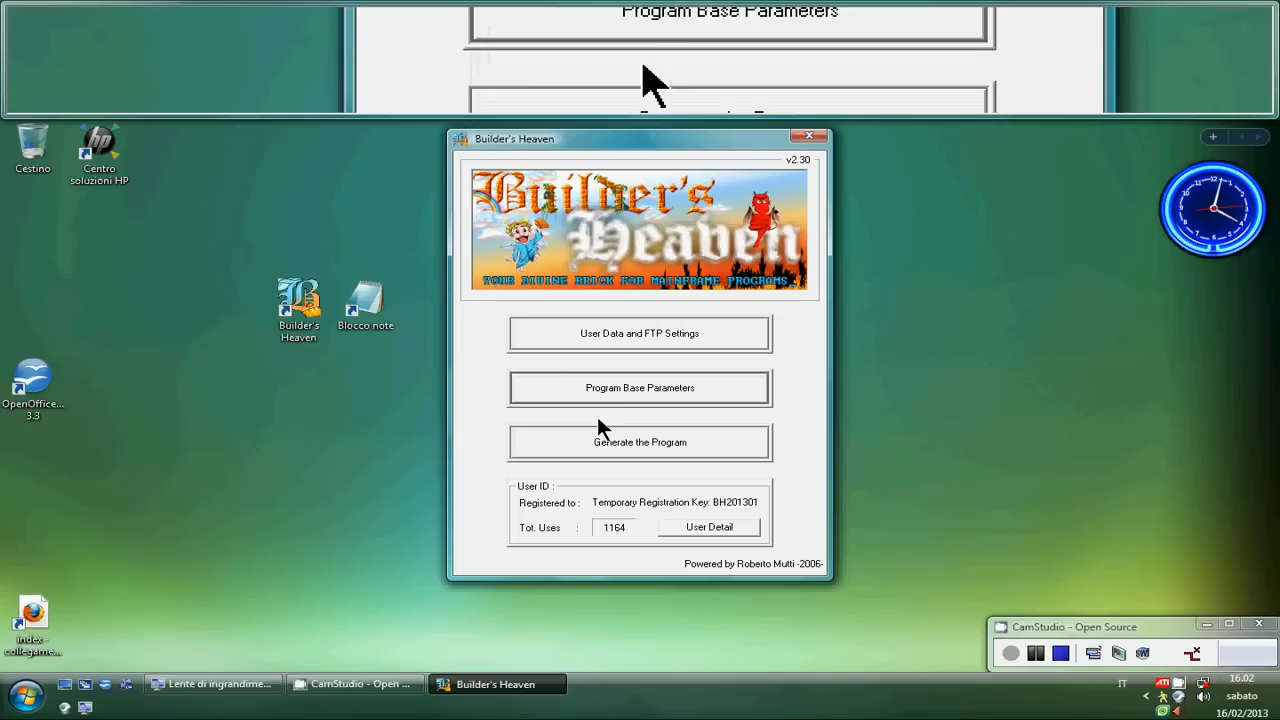 Program Base Parameters
Cestino
Centro
soluzioni HP
Builder's Heaven
v2.30
Builder's
Heaven
YOUR DIVINE BRICK FOR MAINFRAME PROGRAMS_
User Data and FTP Settings
Builder's
Heaven
Blocco note
Program Base Parameters
OpenOffice...
3.3
Generate the Program
User ID :
Registered to : Temporary Registration Key: BH201301
Tot. Uses : 1164 User Detail
Powered by Roberto Mutti -2006-
index -
collegame...
CamStudio - Open Source
Lente di ingrandime...
CamStudio - Open ...
Builder's Heaven
IT
ATI
16.02
sabato
16/02/2013